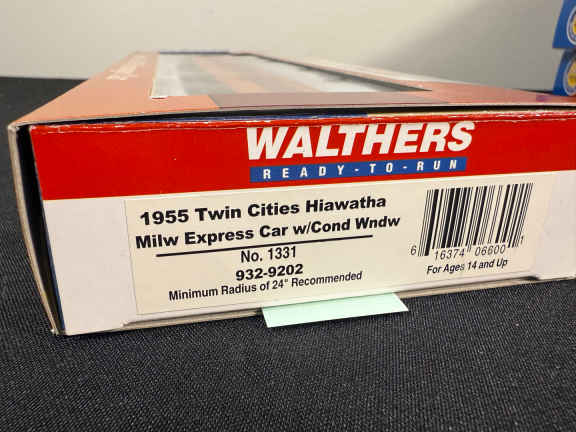 WALTHERS
READY-TO-RUN
1955 Twin Cities Hiawatha
Milw Express Car w/Cond Wndw
No. 1331
932-9202
Minimum Radius of 24" Recommended
6 16374 06600 1
For Ages 14 and Up